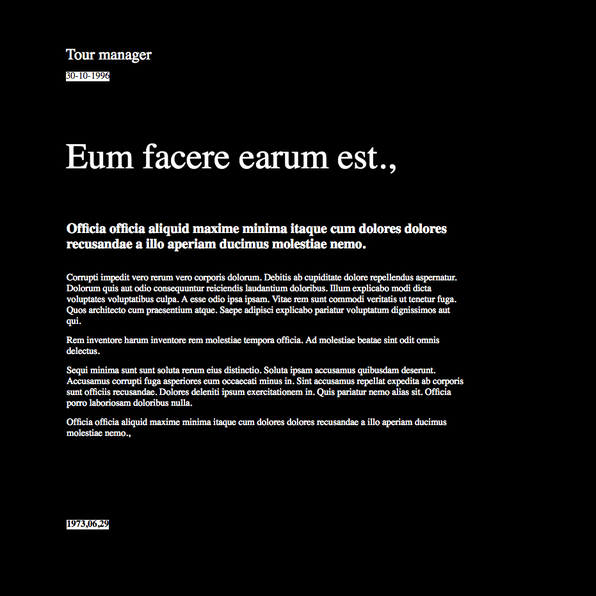 Tour manager
30-10-1996
Eum facere earum est.,
Officia officia aliquid maxime minima itaque cum dolores dolores
recusandae a illo aperiam ducimus molestiae nemo.
Corrupti impedit vero rerum vero corporis dolorum. Debitis ab cupiditate dolore repellendus aspernatur.
Dolorum quis aut odio consequuntur reiciendis laudantium doloribus. Illum explicabo modi dicta
voluptates voluptatibus culpa. A esse odio ipsa ipsam. Vitae rem sunt commodi veritatis ut tenetur fuga.
Quos architecto cum praesentium atque. Saepe adipisci explicabo pariatur voluptatum dignissimos aut
qui.
Rem inventore harum inventore rem molestiae tempora officia. Ad molestiae beatae sint odit omnis
delectus.
Sequi minima sunt sunt soluta rerum eius distinctio. Soluta ipsam accusamus quibusdam deserunt.
Accusamus corrupti fuga asperiores eum occaecati minus in. Sint accusamus repellat expedita ab corporis
sunt officiis recusandae. Dolores deleniti ipsum exercitationem in. Quis pariatur nemo alias sit. Officia
porro laboriosam doloribus nulla.
Officia officia aliquid maxime minima itaque cum dolores dolores recusandae a illo aperiam ducimus
molestiae nemo.,
1973,06,29